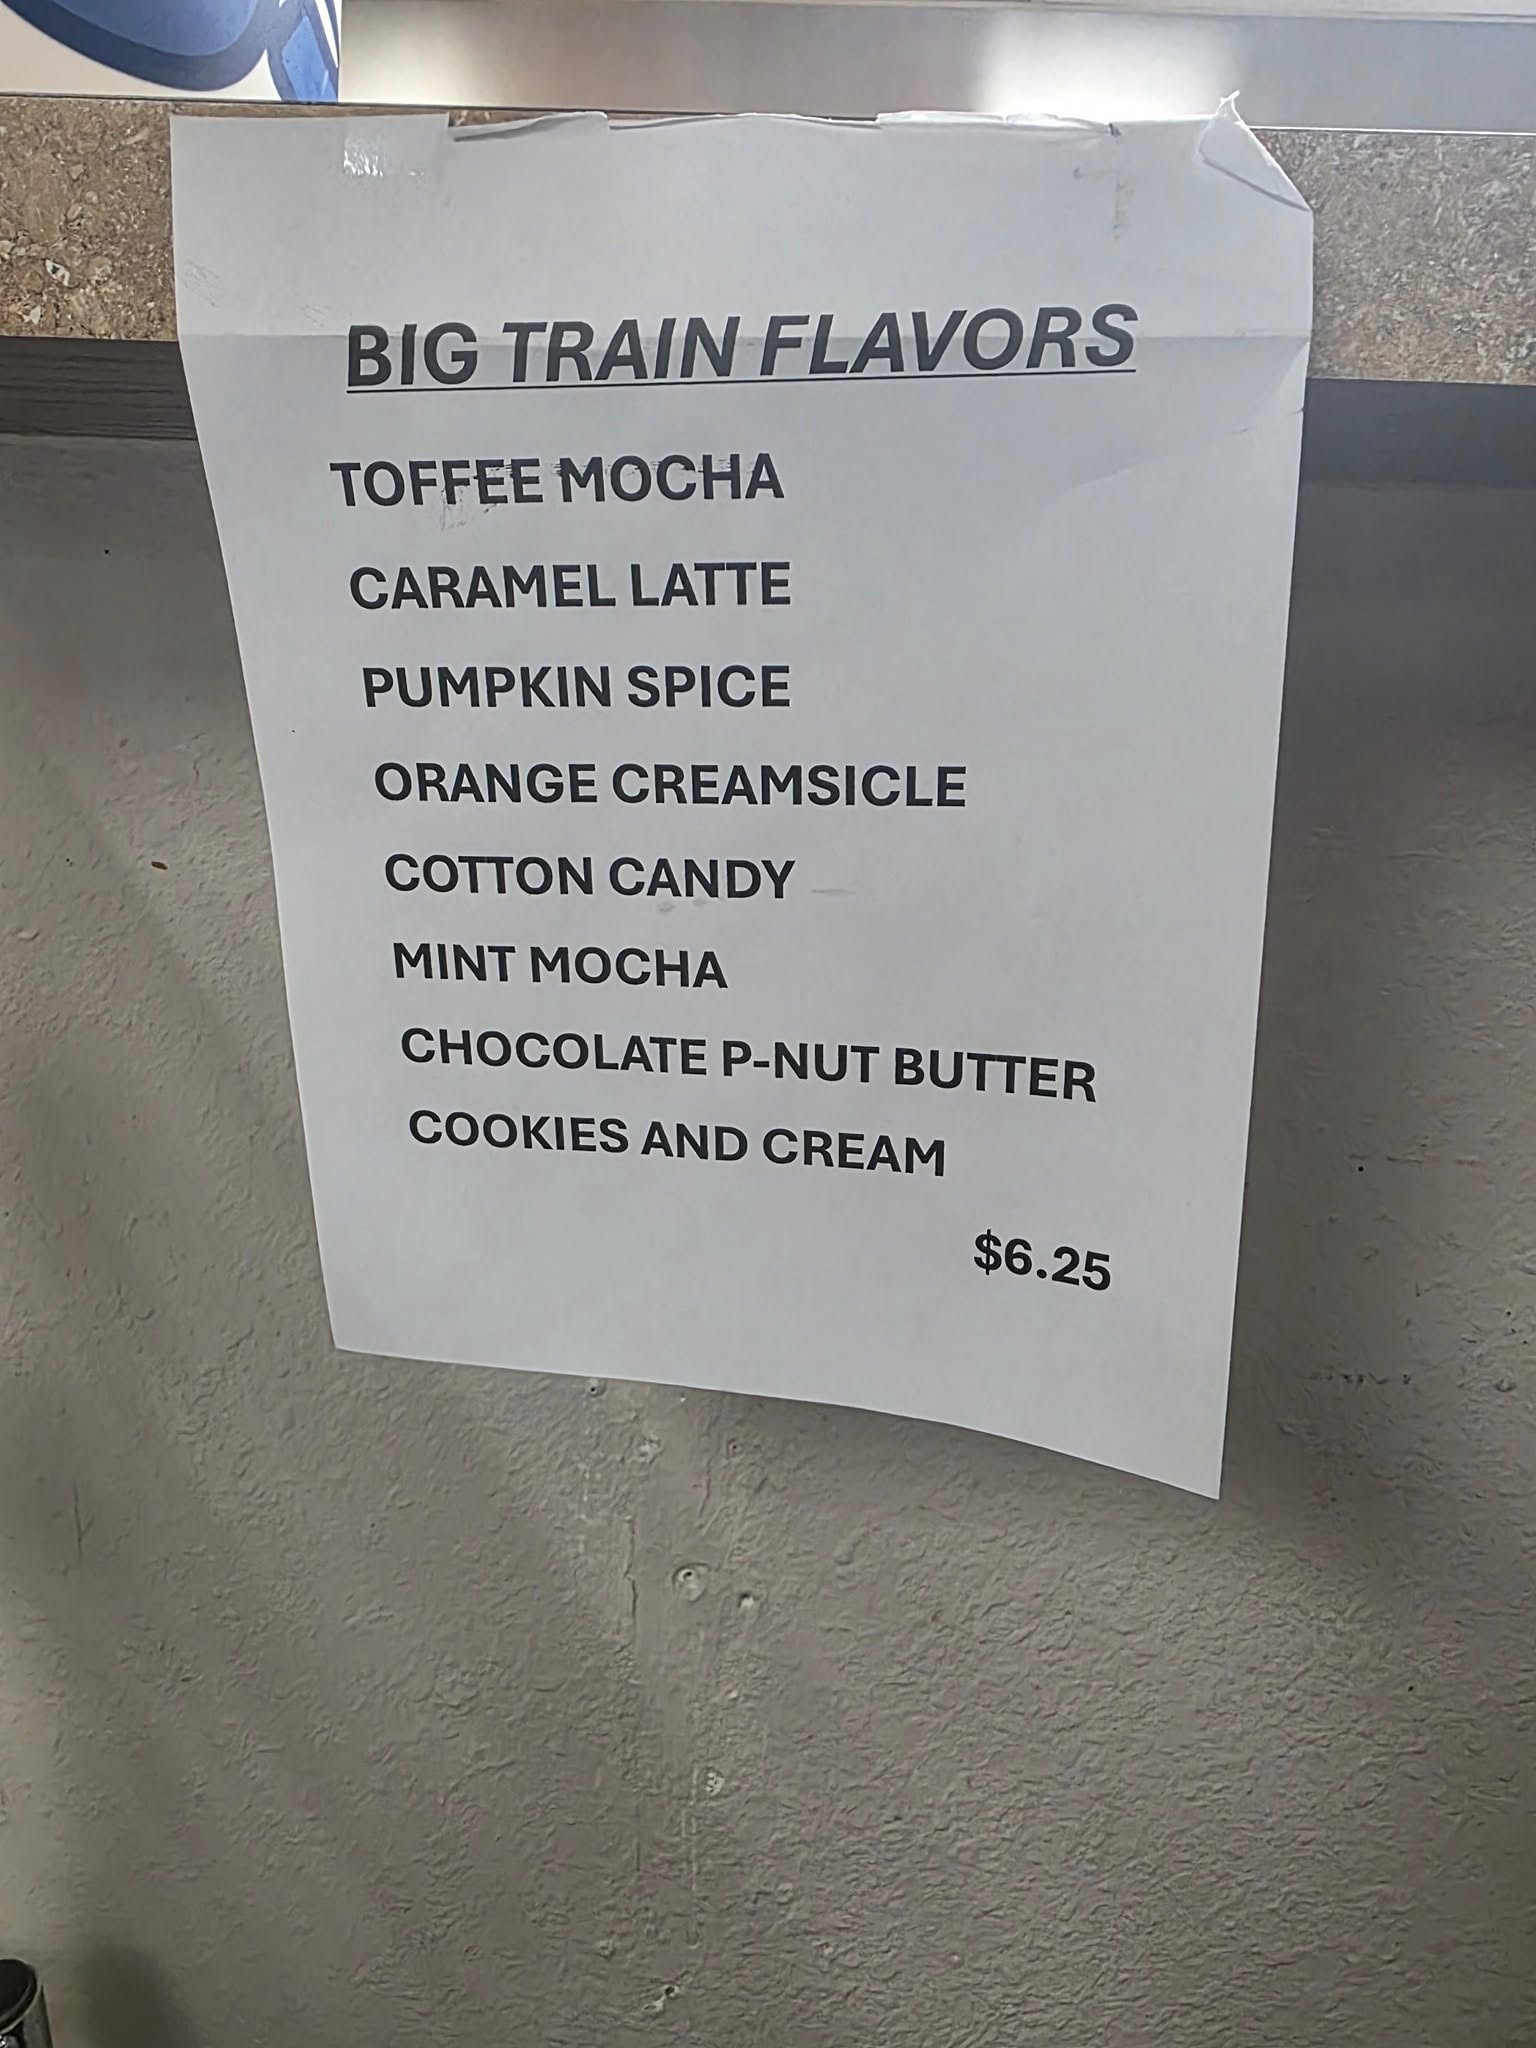 BIG TRAIN FLAVORS
TOFFEE MOCHA
CARAMEL LATTE
PUMPKIN SPICE
ORANGE CREAMSICLE
COTTON CANDY
MINT MOCHA
CHOCOLATE P-NUT BUTTER
COOKIES AND CREAM
$6.25